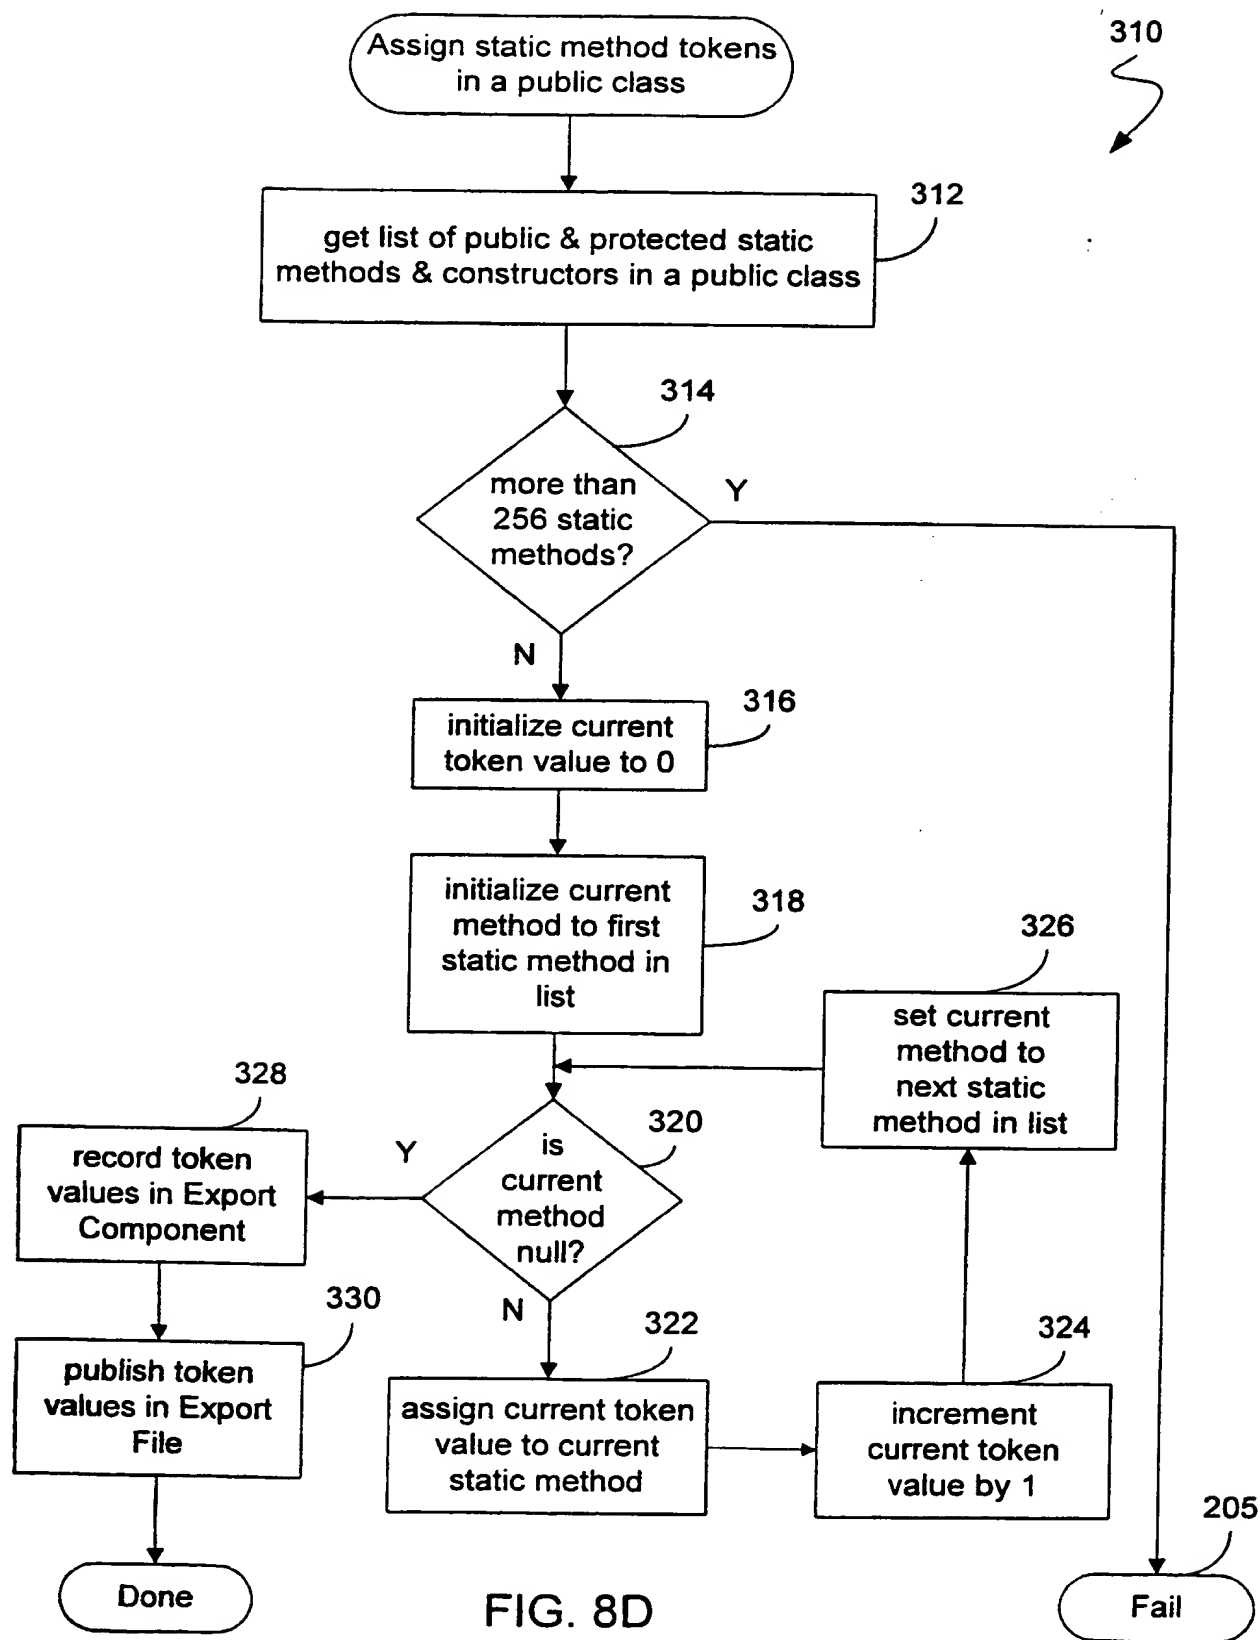 Assign static method tokens
in a public class
310
312
get list of public & protected static
methods & constructors in a public class
314
more than
256 static
methods?
Y
N
316
initialize current
token value to 0
initialize current
method to first
static method in
list
318
326
set current
method to
next static
method in list
328
record token
values in Export
Component
Y
320
is
current
method
null?
N
330
publish token
values in Export
File
322
assign current token
value to current
static method
324
increment
current token
value by 1
205
Done
Fail
FIG. 8D